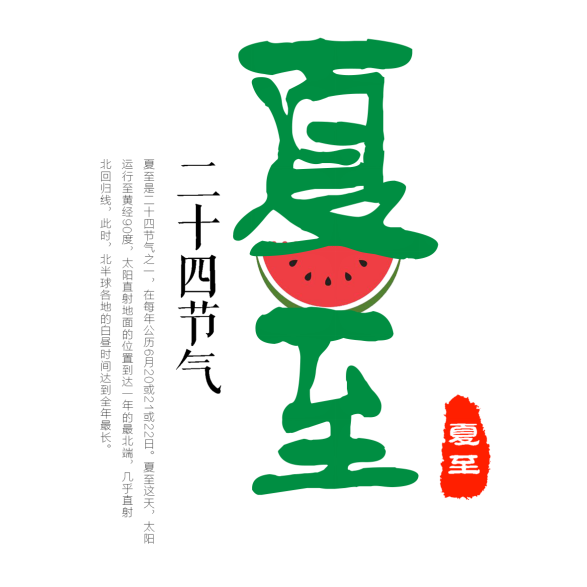 夏至
夏至
二十四节气
夏至是二十四节气之一，在每年公历6月20或21或22日。夏至这天，太阳
运行至黄经90度，太阳直射地面的位置到达一年的最北端，几乎直射
北回归线，此时，北半球各地的白昼时间达到全年最长。